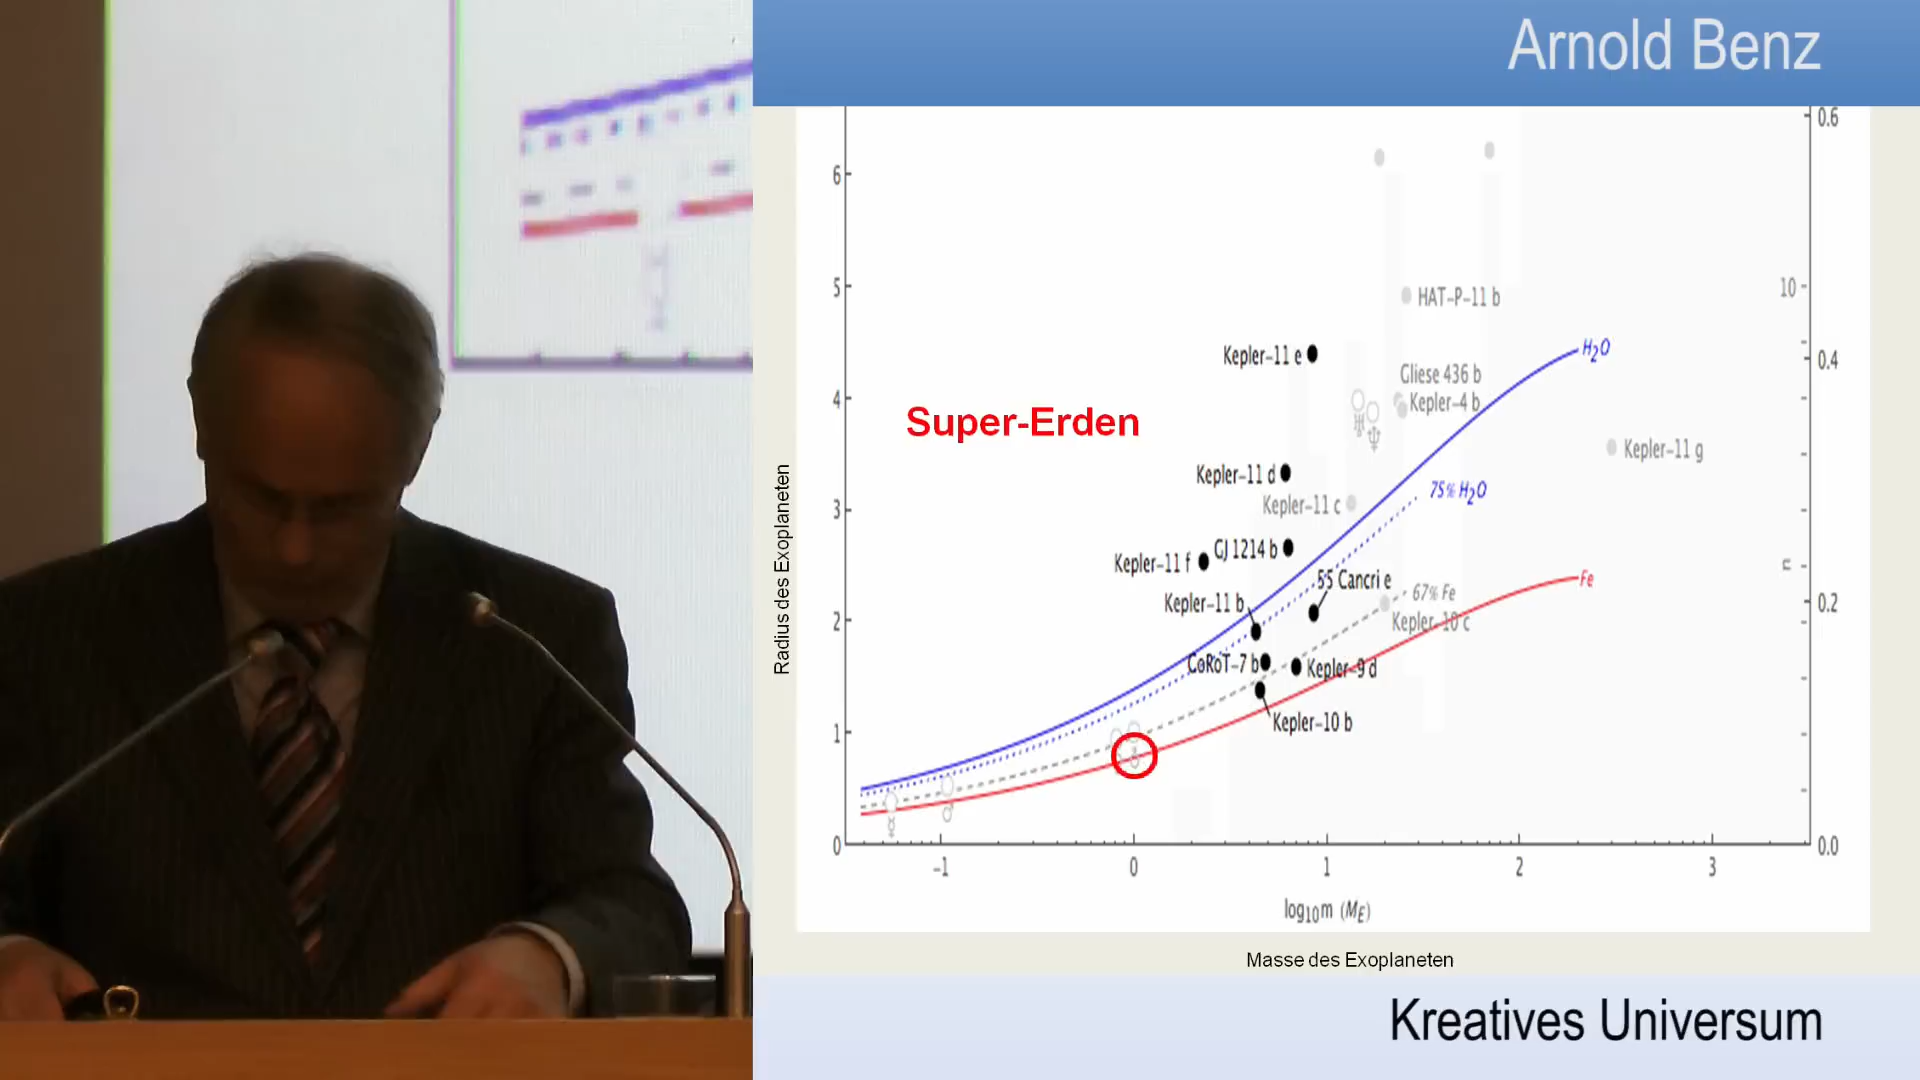 Arnold Benz
0.6
6
5
10
HAT-P-11 b
H2O
Kepler-11 e
0.4
Gliese 436 b
4
Kepler-4 b
Super-Erden
Kepler-11 g
Kepler-11 d
75% H2O
Kepler-11 c
3
Radius des Exoplaneten
GJ 1214 b
Kepler-11 f
55 Cancri e
Fe
67% Fe
Kepler-11 b
0.2
2
Kepler-10 c
CoRoT-7 b
Kepler-9 d
Kepler-10 b
1
0
0.0
-1
0
1
2
3
log10m (ME)
Masse des Exoplaneten
Kreatives Universum